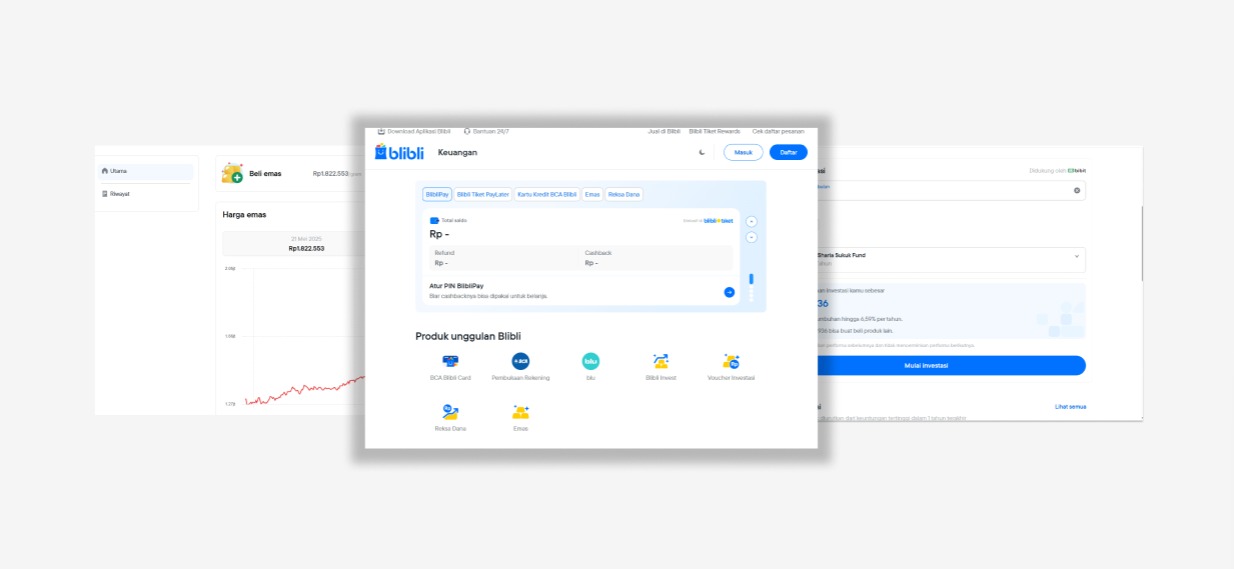 Utama
Riwayat
Beli emas
Rp1.822.553
Harga emas
21 Mei 2025
Rp1.822.553
Download Aplikasi Blibli
Bantuan 24/7
Jual di Blibli
Blibli Tiket Rewards
Cek daftar pesanan
blibli
Keuangan
Masuk
Daftar
BlibliPay
Blibli Tiket PayLater
Kartu Kredit BCA Blibli
Emas
Reksa Dana
Total saldo
Rp -
Refund
Cashback
Rp -
Rp -
Atur PIN BlibliPay
Biar cashbacknya bisa dipakai untuk belanja.
Produk unggulan Blibli
BCA Blibli Card
Pembukaan Rekening
blu
Blibli Invest
Voucher Investasi
Reksa Dana
Emas
Didukung oleh
Sharia Sukuk Fund
an investasi kamu sebesar
36
mbuhan hingga 6,59% per tahun.
936 bisa buat beli produk lain.
Mulai investasi
Lihat semua